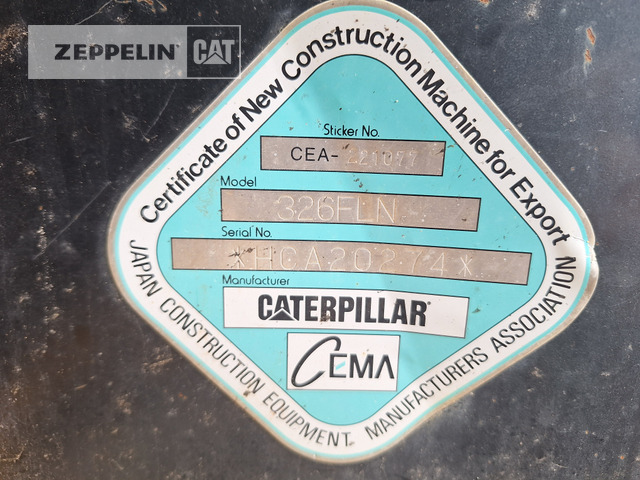 ZEPPELIN CAT
Certificate of New Construction Machine for Export
Sticker No.
CEA-
Model
326FLN
Serial No.
*HCA20274*
Manufacturer
CATERPILLAR
CEMA
JAPAN CONSTRUCTION EQUIPMENT MANUFACTURERS ASSOCIATION